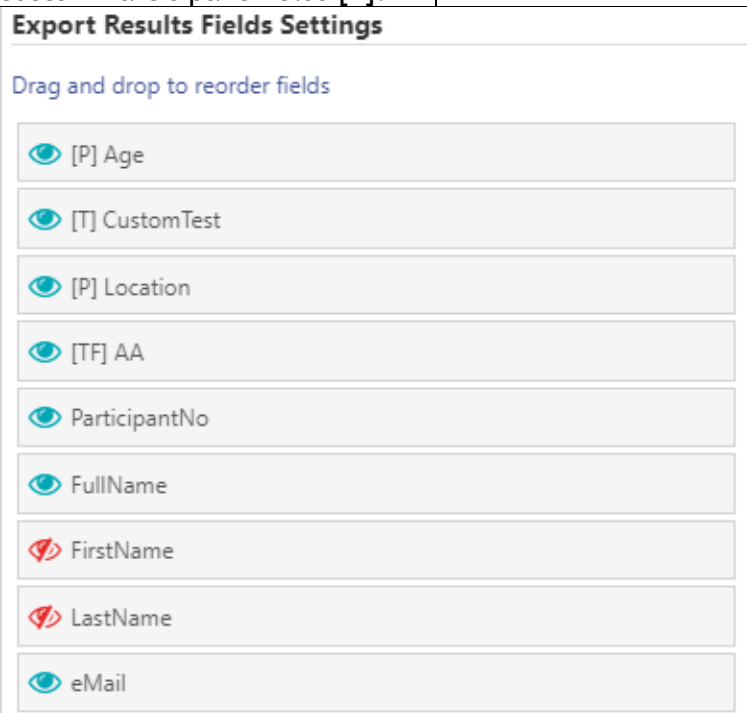 Export Results Fields Settings
Drag and drop to reorder fields
[P] Age
[T] CustomTest
[P] Location
[TF] AA
ParticipantNo
FullName
FirstName
LastName
eMail